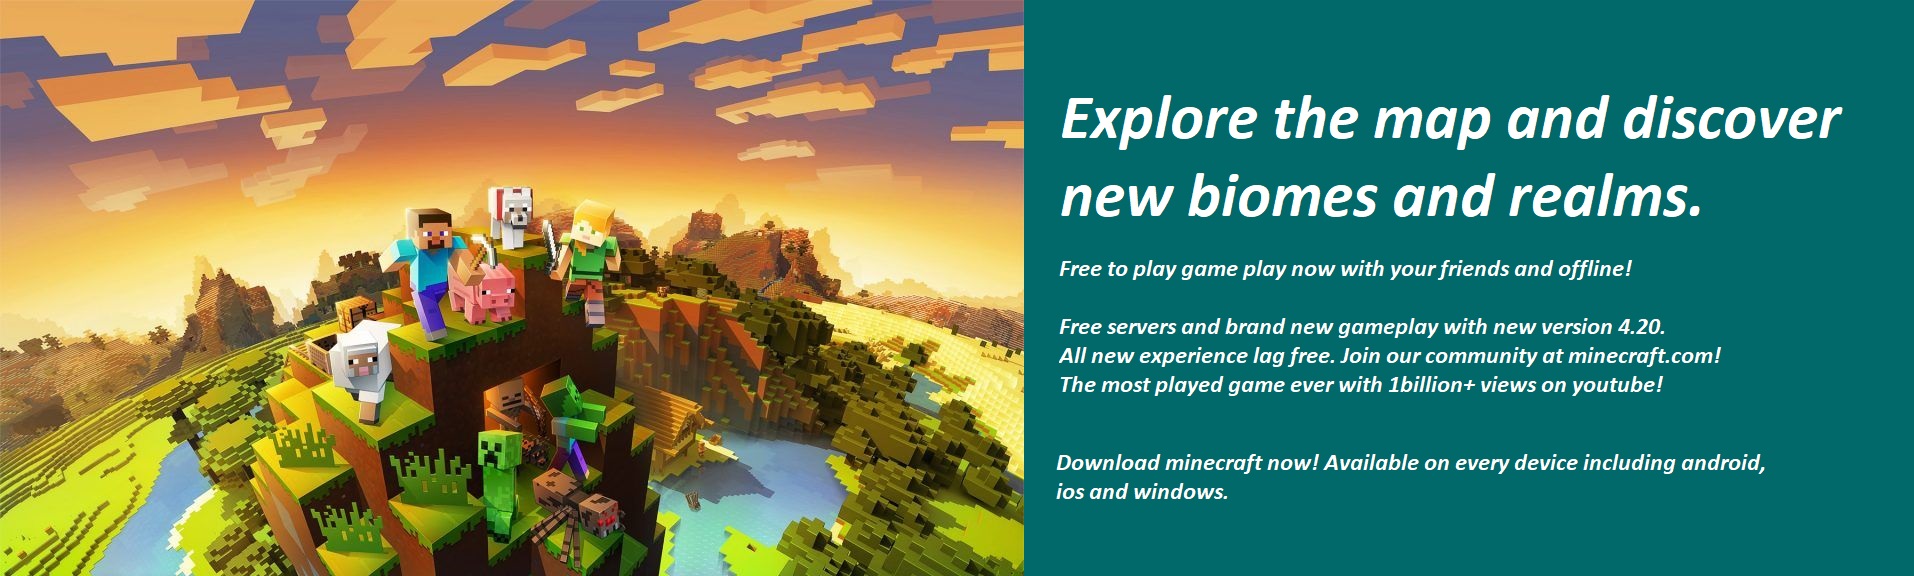 Explore the map and discover
new biomes and realms.
Free to play game play now with your friends and offline!
Free servers and brand new gameplay with new version 4.20.
All new experience lag free. Join our community at minecraft.com!
The most played game ever with 1billion+ views on youtube!
Download minecraft now! Available on every device including android,
ios and windows.